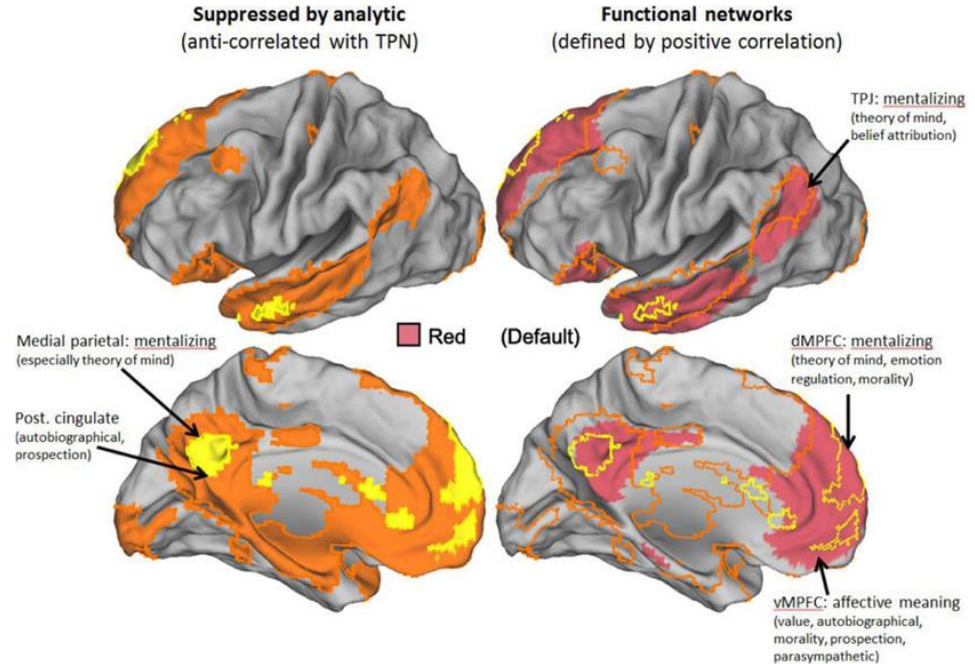 Suppressed by analytic
(anti-correlated with TPN)
Functional networks
(defined by positive correlation)
TPJ: mentalizing
(theory of mind,
belief attribution)
Medial parietal: mentalizing
(especially theory of mind)
Post. cingulate
(autobiographical,
prospection)
Red (Default)
dMPFC: mentalizing
(theory of mind, emotion
regulation, morality)
vMPFC: affective meaning
(value, autobiographical,
morality, prospection,
parasympathetic)